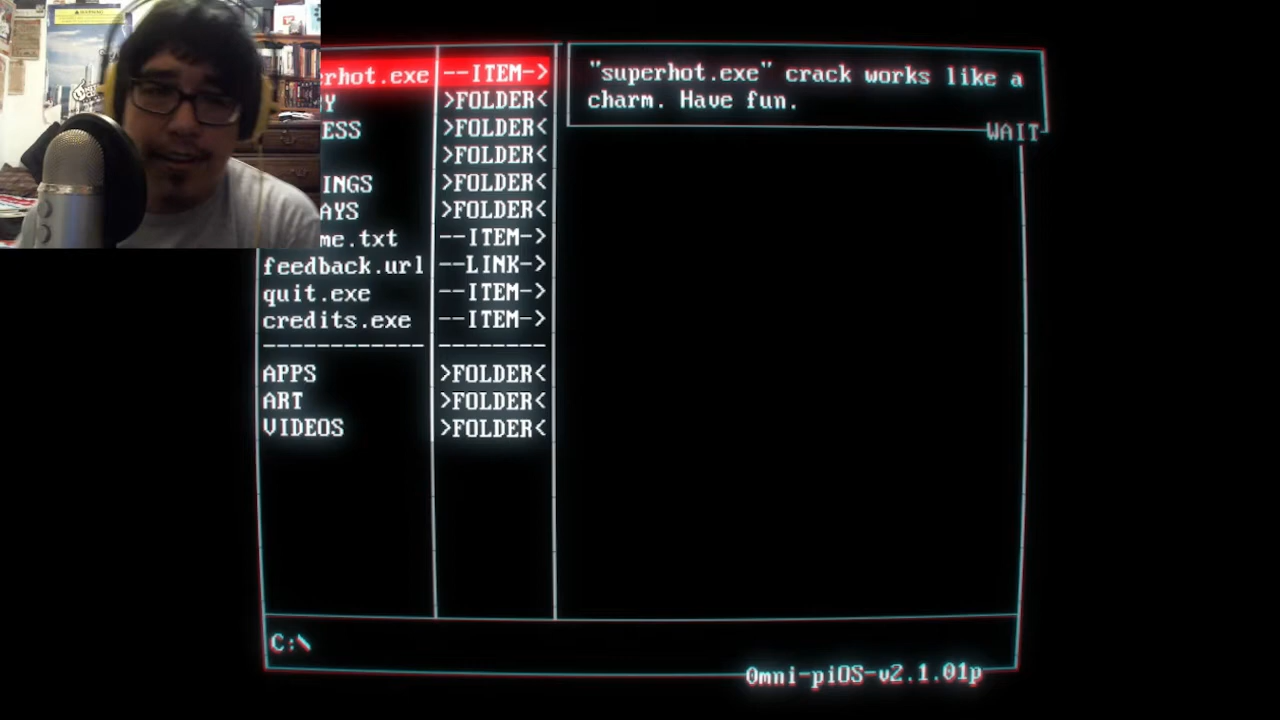 rhot.exe --ITEM->
Y >FOLDER<
ESS >FOLDER<
>FOLDER<
INGS >FOLDER<
AYS >FOLDER<
me.txt --ITEM->
feedback.url --LINK->
quit.exe --ITEM->
credits.exe --ITEM->
------------ --------
APPS >FOLDER<
ART >FOLDER<
VIDEOS >FOLDER<
"superhot.exe" crack works like a
charm. Have fun.
WAIT
C:\
Omni-piOS-v2.1.01p